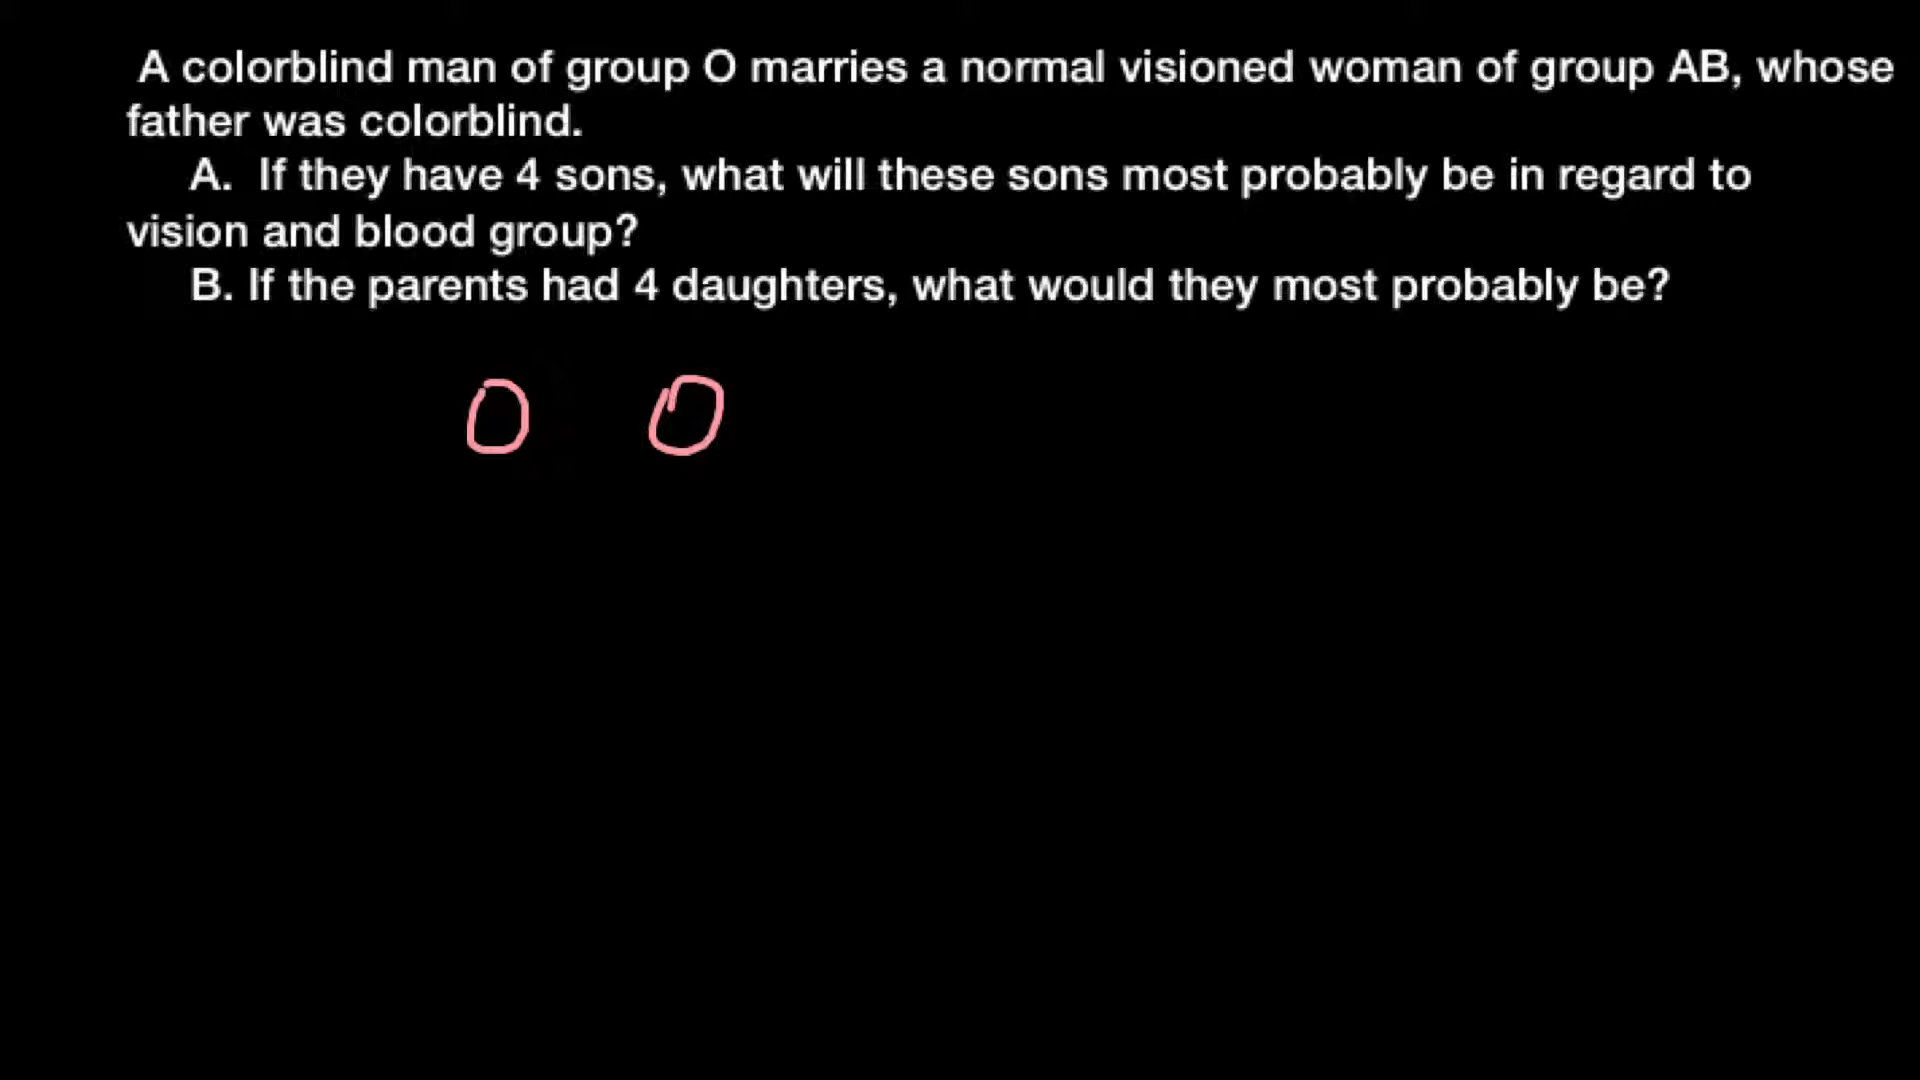 A colorblind man of group O marries a normal visioned woman of group AB, whose
father was colorblind.
A. If they have 4 sons, what will these sons most probably be in regard to
vision and blood group?
B. If the parents had 4 daughters, what would they most probably be?
O O